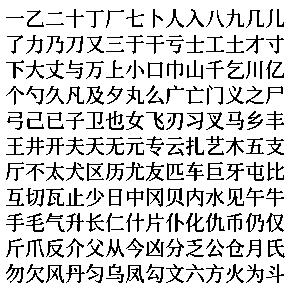 一乙二十丁厂七卜人入八九几儿
了力乃刀又三于干亏士工土才寸
下大丈与万上小口巾山千乞川亿
个勺久凡及夕丸么广亡门义之尸
弓己已子卫也女飞刃习叉马乡丰
王井开夫天无元专云扎艺木五支
厅不太犬区历尤友匹车巨牙屯比
互切瓦止少日中冈贝内水见午牛
手毛气升长仁什片仆化仇币仍仅
斤爪反介父从今凶分乏公仓月氏
勿欠风丹匀乌凤勾文六方火为斗